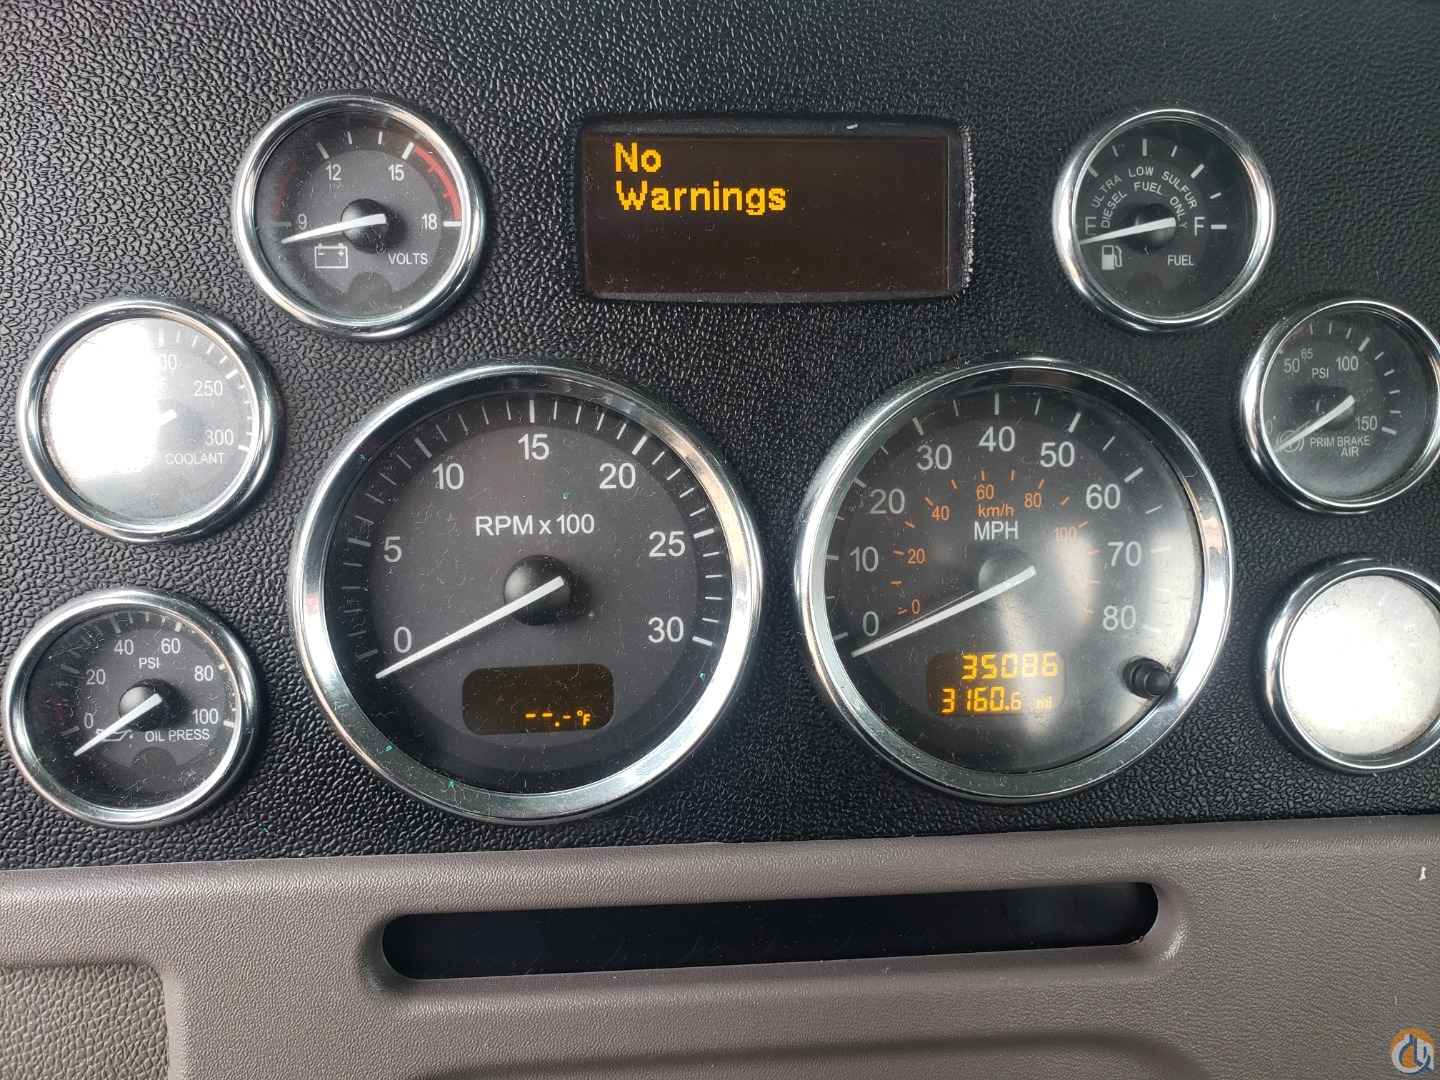 No
Warnings
12
15
9
18
VOLTS
ULTRA LOW SULFUR
DIESEL FUEL ONLY
E
F
FUEL
250
300
COOLANT
50
65
100
PSI
150
PRIM BRAKE
AIR
0
5
10
15
20
25
30
RPM x 100
--.- °F
0
10
20
30
40
50
60
70
80
0
20
40
60
80
100
km/h
MPH
35086
3160.6 mi
0
20
40
60
80
100
PSI
OIL PRESS